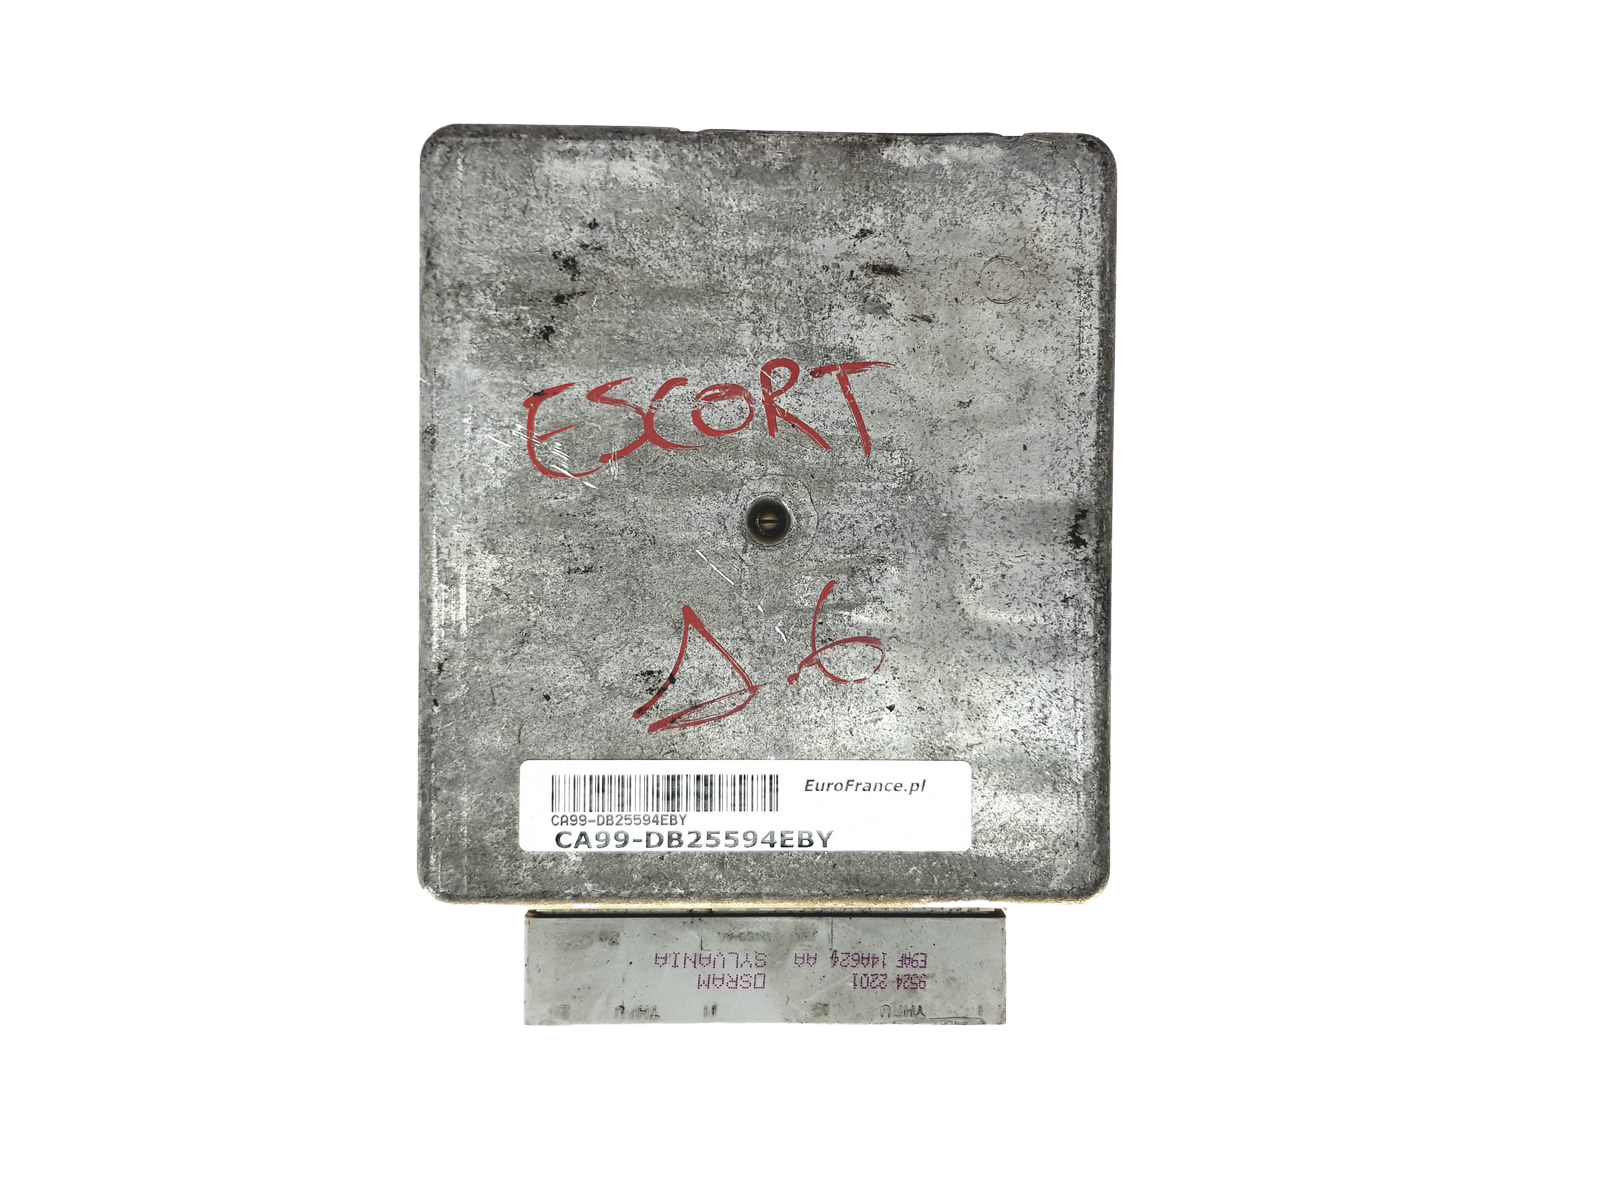 ESCORT
1.6
EuroFrance.pl
CA99-DB25594EBY
CA99-DB25594EBY
E9AF 14A624 AA SYLVANIA
9524 2201 OSRAM